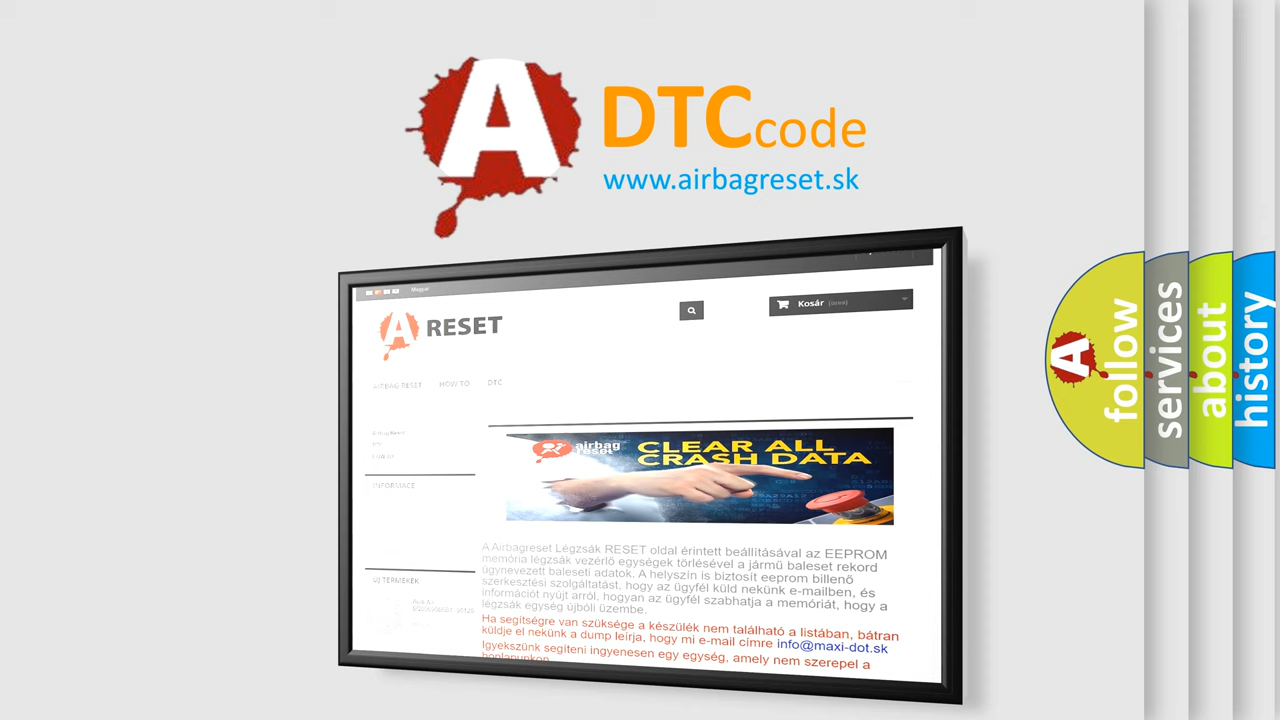 A
DTC code
www.airbagreset.sk
Magyar
A RESET
Kosár (üres)
AIRBAG RESET HOW TO DTC
airbag
reset
CLEAR ALL
CRASH DATA
INFORMACE
A Airbagreset Légzsák RESET oldal érintett beállításával az EEPROM
memória légzsák vezérlő egységek törlésével a jármű baleset rekord
úgynevezett baleseti adatok. A helyszín is biztosít eeprom billenő
szerkesztési szolgáltatást, hogy az ügyfél küld nekünk e-mailben, és
információt nyújt arról, hogyan az ügyfél szabhatja a memóriát, hogy a
légzsák egység újbóli üzembe.
ÚJ TERMÉKEK
Ha segítségre van szüksége a készülék nem található a listában, bátran
küldje el nekünk a dump leírja, hogy mi e-mail címre info@maxi-dot.sk
Igyekszünk segíteni ingyenesen egy egység, amely nem szerepel a
honlapunkon
A
follow
services
about
history